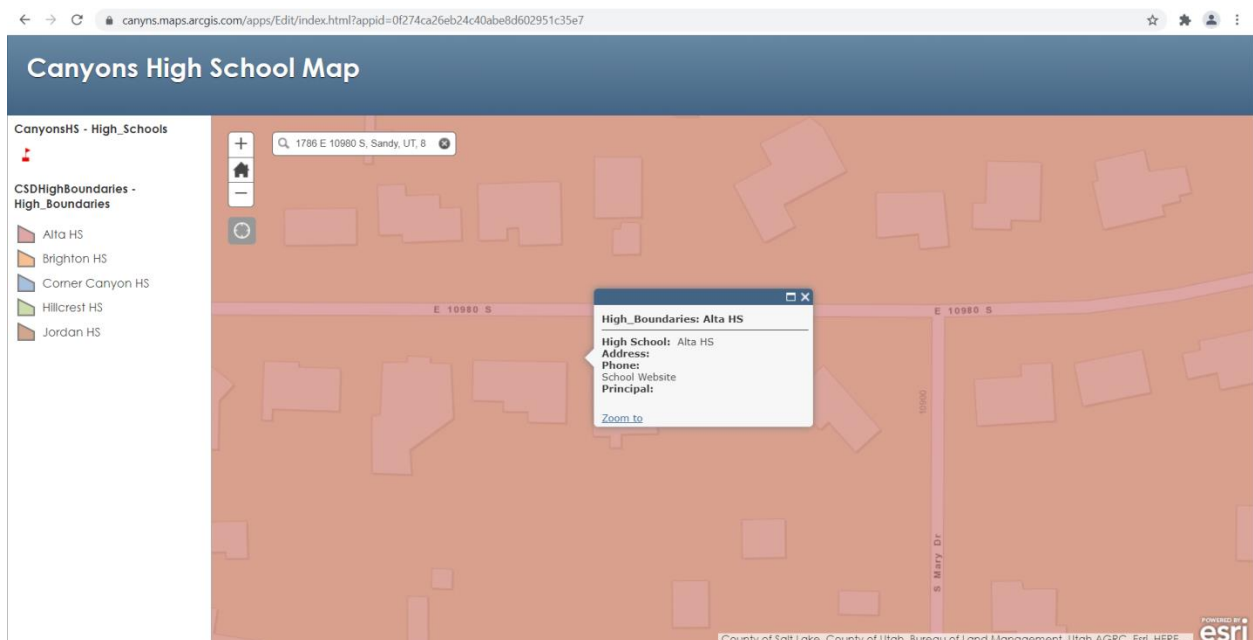 canyns.maps.arcgis.com/apps/Edit/index.html?appid=0f274ca26eb24c40abe8d602951c35e7
Canyons High School Map
CanyonsHS - High_Schools
CSDHighBoundaries -
High_Boundaries
Alta HS
Brighton HS
Corner Canyon HS
Hillcrest HS
Jordan HS
1786 E 10980 S, Sandy, UT, 8
E 10980 S
E 10980 S
High_Boundaries: Alta HS
High School: Alta HS
Address:
Phone:
School Website
Principal:
Zoom to
S Mary Dr
County of Salt Lake, County of Utah, Bureau of Land Management, Utah AGRC, Esri, HERE
POWERED BY
esri